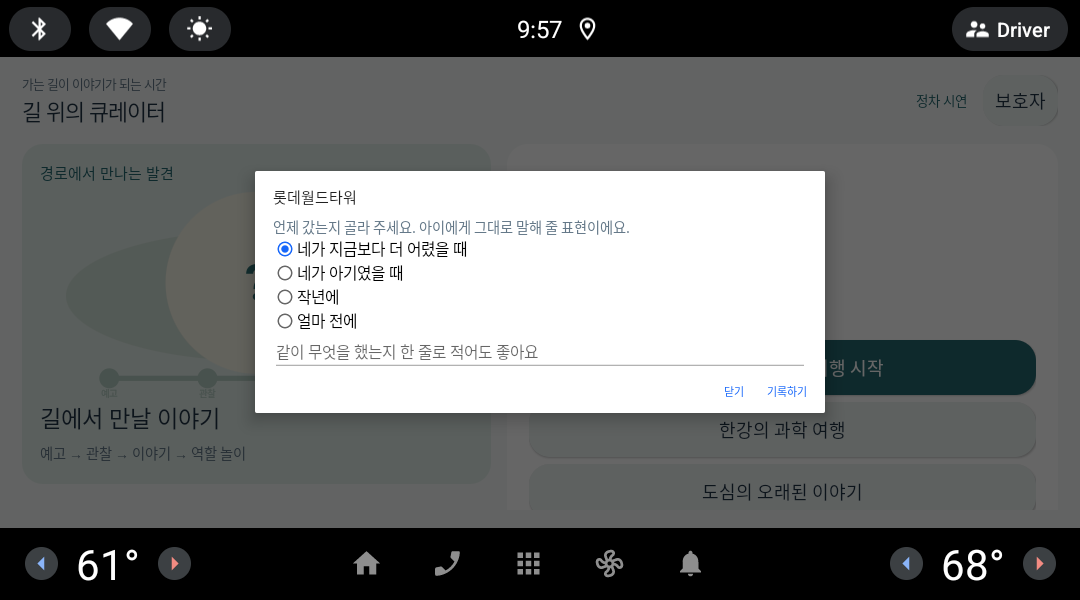 9:57
Driver
가는 길이 이야기가 되는 시간
길 위의 큐레이터
정차 시연
보호자
경로에서 만나는 발견
롯데월드타워
언제 갔는지 골라 주세요. 아이에게 그대로 말해 줄 표현이에요.
네가 지금보다 더 어렸을 때
네가 아기였을 때
작년에
얼마 전에
같이 무엇을 했는지 한 줄로 적어도 좋아요
닫기
기록하기
행 시작
예고
관찰
길에서 만날 이야기
예고 → 관찰 → 이야기 → 역할 놀이
한강의 과학 여행
도심의 오래된 이야기
61°
68°